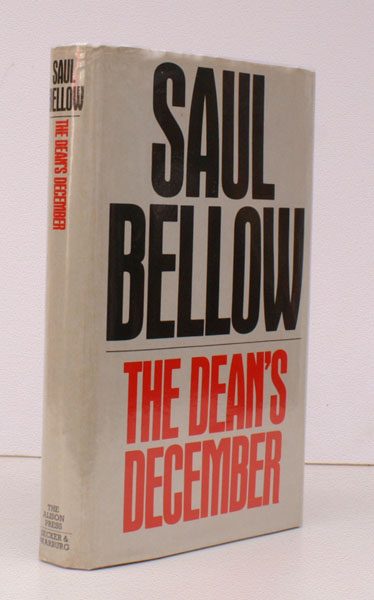 SAUL
BELLOW
THE DEAN'S DECEMBER
THE
ALISON
PRESS
SECKER &
WARBURG
SAUL
BELLOW
THE DEAN'S
DECEMBER